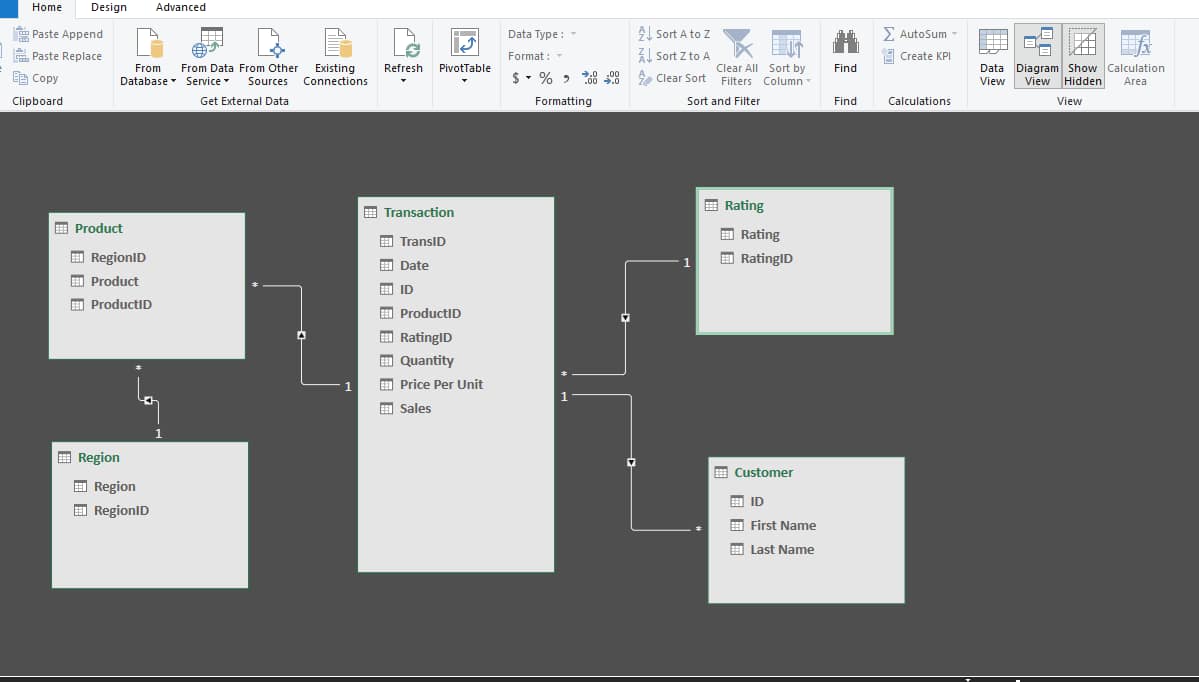 Home Design Advanced
Paste Append
Paste Replace
Copy
Clipboard
From Database
From Data Service
From Other Sources
Existing Connections
Get External Data
Refresh
PivotTable
Data Type :
Format :
$ % ,
.00 .00
Formatting
Sort A to Z
Sort Z to A
Clear Sort
Clear All Filters
Sort by Column
Sort and Filter
Find
Find
AutoSum
Create KPI
Calculations
Data View
Diagram View
Show Hidden
Calculation Area
View
Product
RegionID
Product
ProductID
*
*
1
Region
Region
RegionID
Transaction
TransID
Date
ID
ProductID
RatingID
Quantity
Price Per Unit
Sales
1
*
1
Rating
Rating
RatingID
1
Customer
ID
First Name
Last Name
*